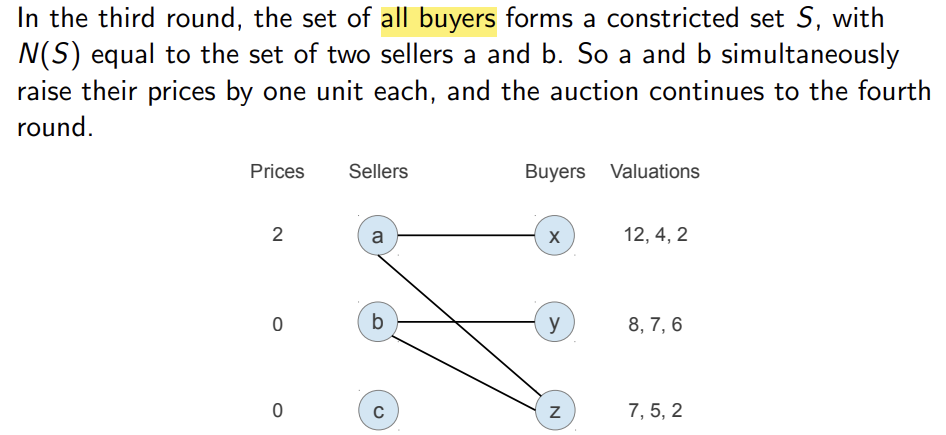 In the third round, the set of all buyers forms a constricted set S, with
N(S) equal to the set of two sellers a and b. So a and b simultaneously
raise their prices by one unit each, and the auction continues to the fourth
round.
Prices Sellers Buyers Valuations
2 a x 12, 4, 2
0 b y 8, 7, 6
0 c z 7, 5, 2